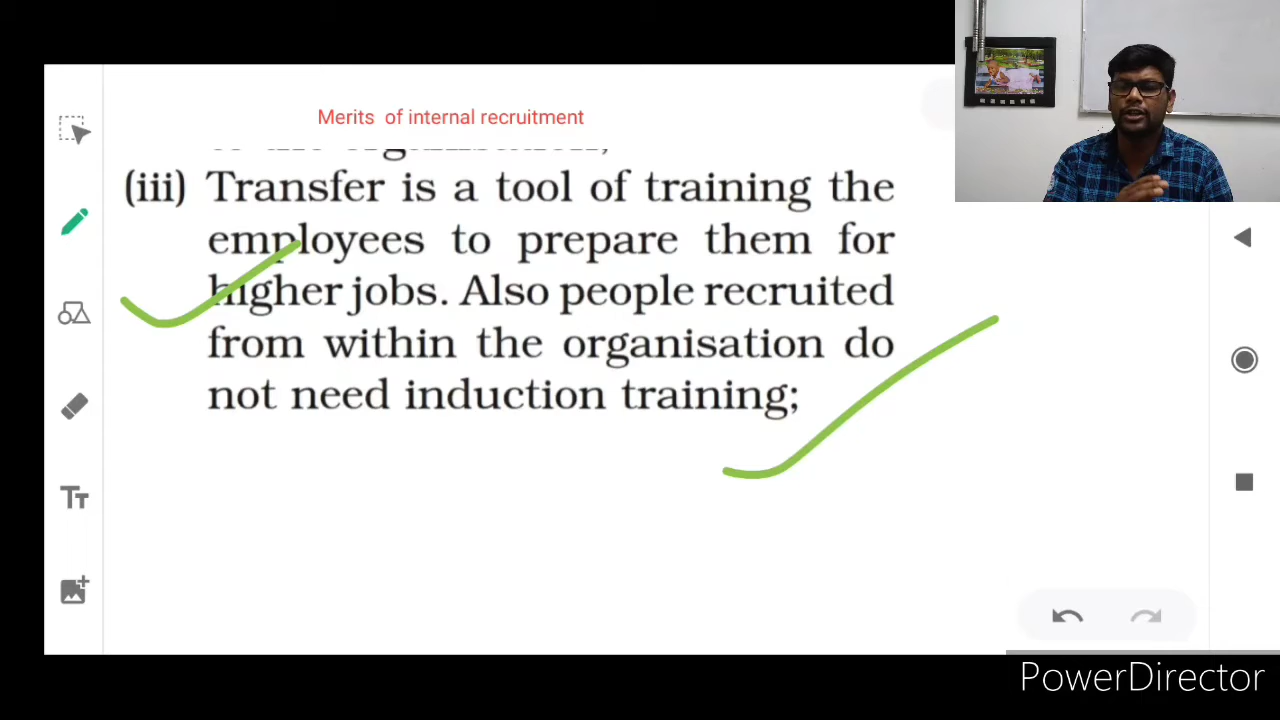 Merits of internal recruitment
(iii) Transfer is a tool of training the
employees to prepare them for
higher jobs. Also people recruited
from within the organisation do
not need induction training;
TT
PowerDirector